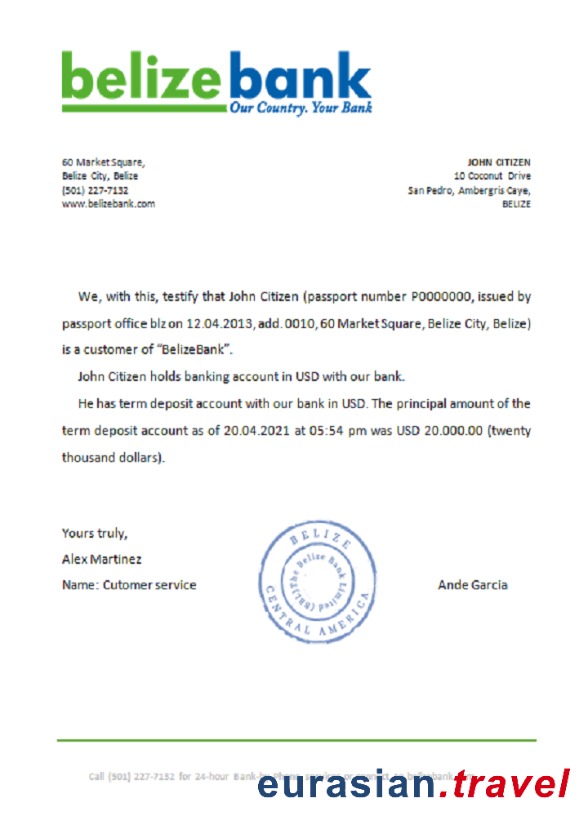 belizebank
Our Country. Your Bank
60 Market Square,
Belize City, Belize
(501) 227-7132
www.belizebank.com
JOHN CITIZEN
10 Coconut Drive
San Pedro, Ambergris Caye,
BELIZE
We, with this, testify that John Citizen (passport number P0000000, issued by
passport office blz on 12.04.2013, add. 0010, 60 Market Square, Belize City, Belize)
is a customer of “BelizeBank”.
John Citizen holds banking account in USD with our bank.
He has term deposit account with our bank in USD. The principal amount of the
term deposit account as of 20.04.2021 at 05:54 pm was USD 20.000.00 (twenty
thousand dollars).
Yours truly,
Alex Martinez
Name: Cutomer service
BELIZE
The Belize Bank
Limited
CENTRAL AMERICA
Ande Garcia
Call (501) 227-7132 for 24-hour Bank-by
eurasian.travel